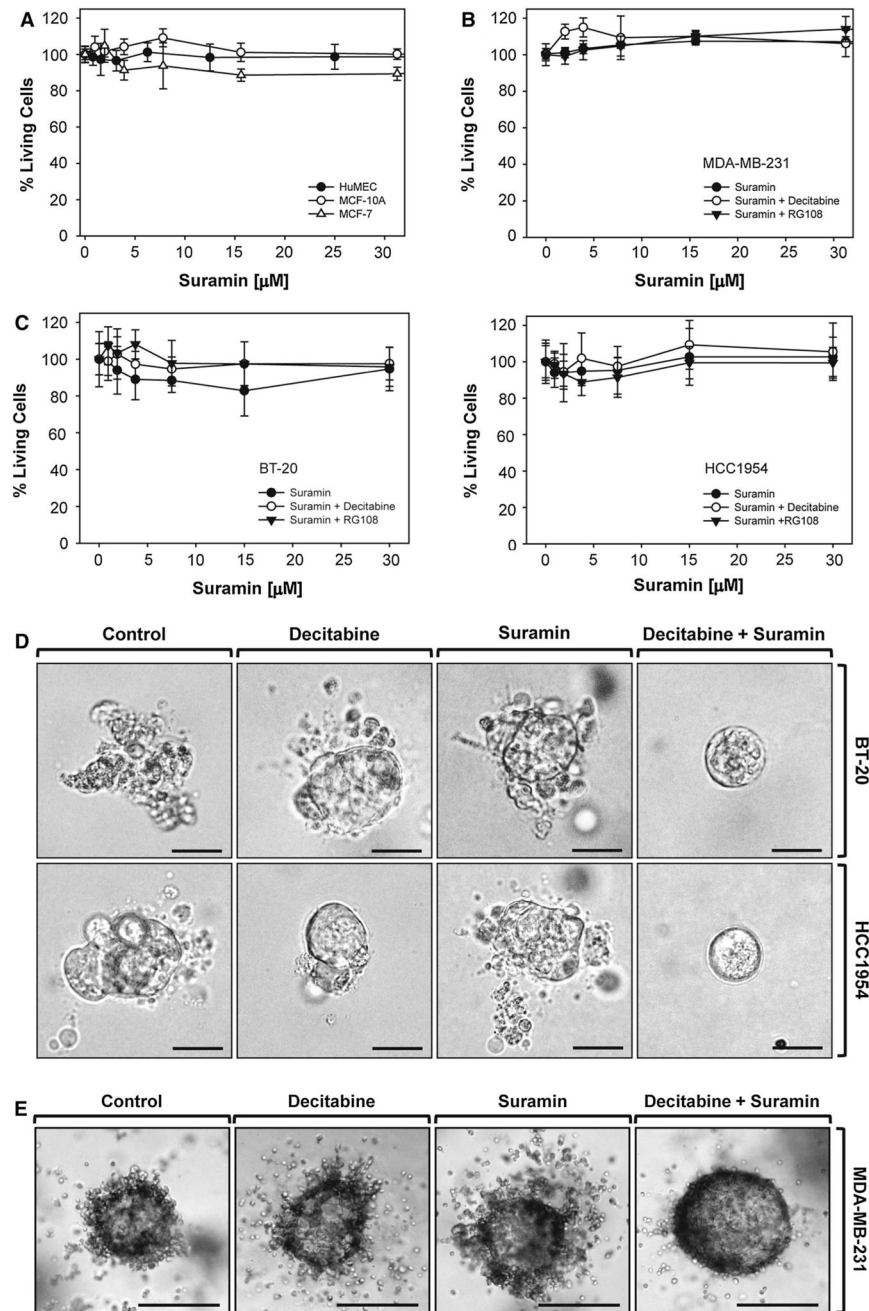 A
120
100
80
60
40
20
0
% Living Cells
0 5 10 15 20 25 30
Suramin [µM]
HuMEC
MCF-10A
MCF-7
B
120
100
80
60
40
20
0
% Living Cells
0 5 10 15 20 25 30
Suramin [µM]
MDA-MB-231
Suramin
Suramin + Decitabine
Suramin + RG108
C
120
100
80
60
40
20
0
% Living Cells
0 5 10 15 20 25 30
Suramin [µM]
BT-20
Suramin
Suramin + Decitabine
Suramin + RG108
120
100
80
60
40
20
0
% Living Cells
0 5 10 15 20 25 30
Suramin [µM]
HCC1954
Suramin
Suramin + Decitabine
Suramin +RG108
D
Control Decitabine Suramin Decitabine + Suramin
BT-20
HCC1954
E
Control Decitabine Suramin Decitabine + Suramin
MDA-MB-231